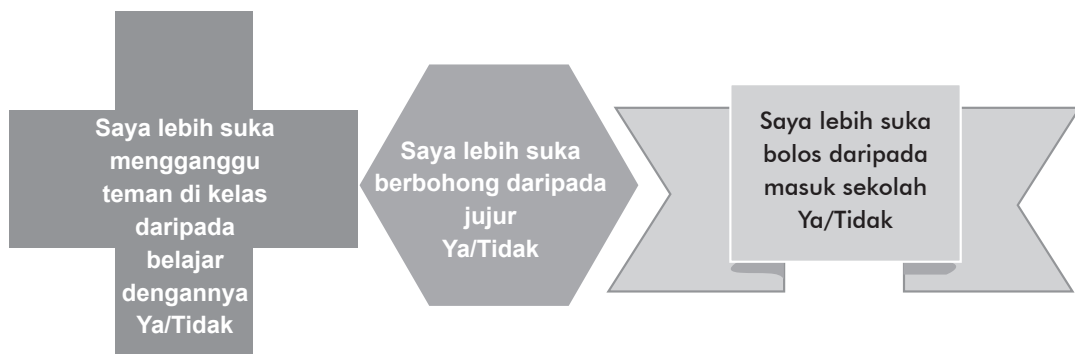 Saya lebih suka
mengganggu
teman di kelas
daripada
belajar
dengannya
Ya/Tidak
Saya lebih suka
berbohong daripada
jujur
Ya/Tidak
Saya lebih suka
bolos daripada
masuk sekolah
Ya/Tidak